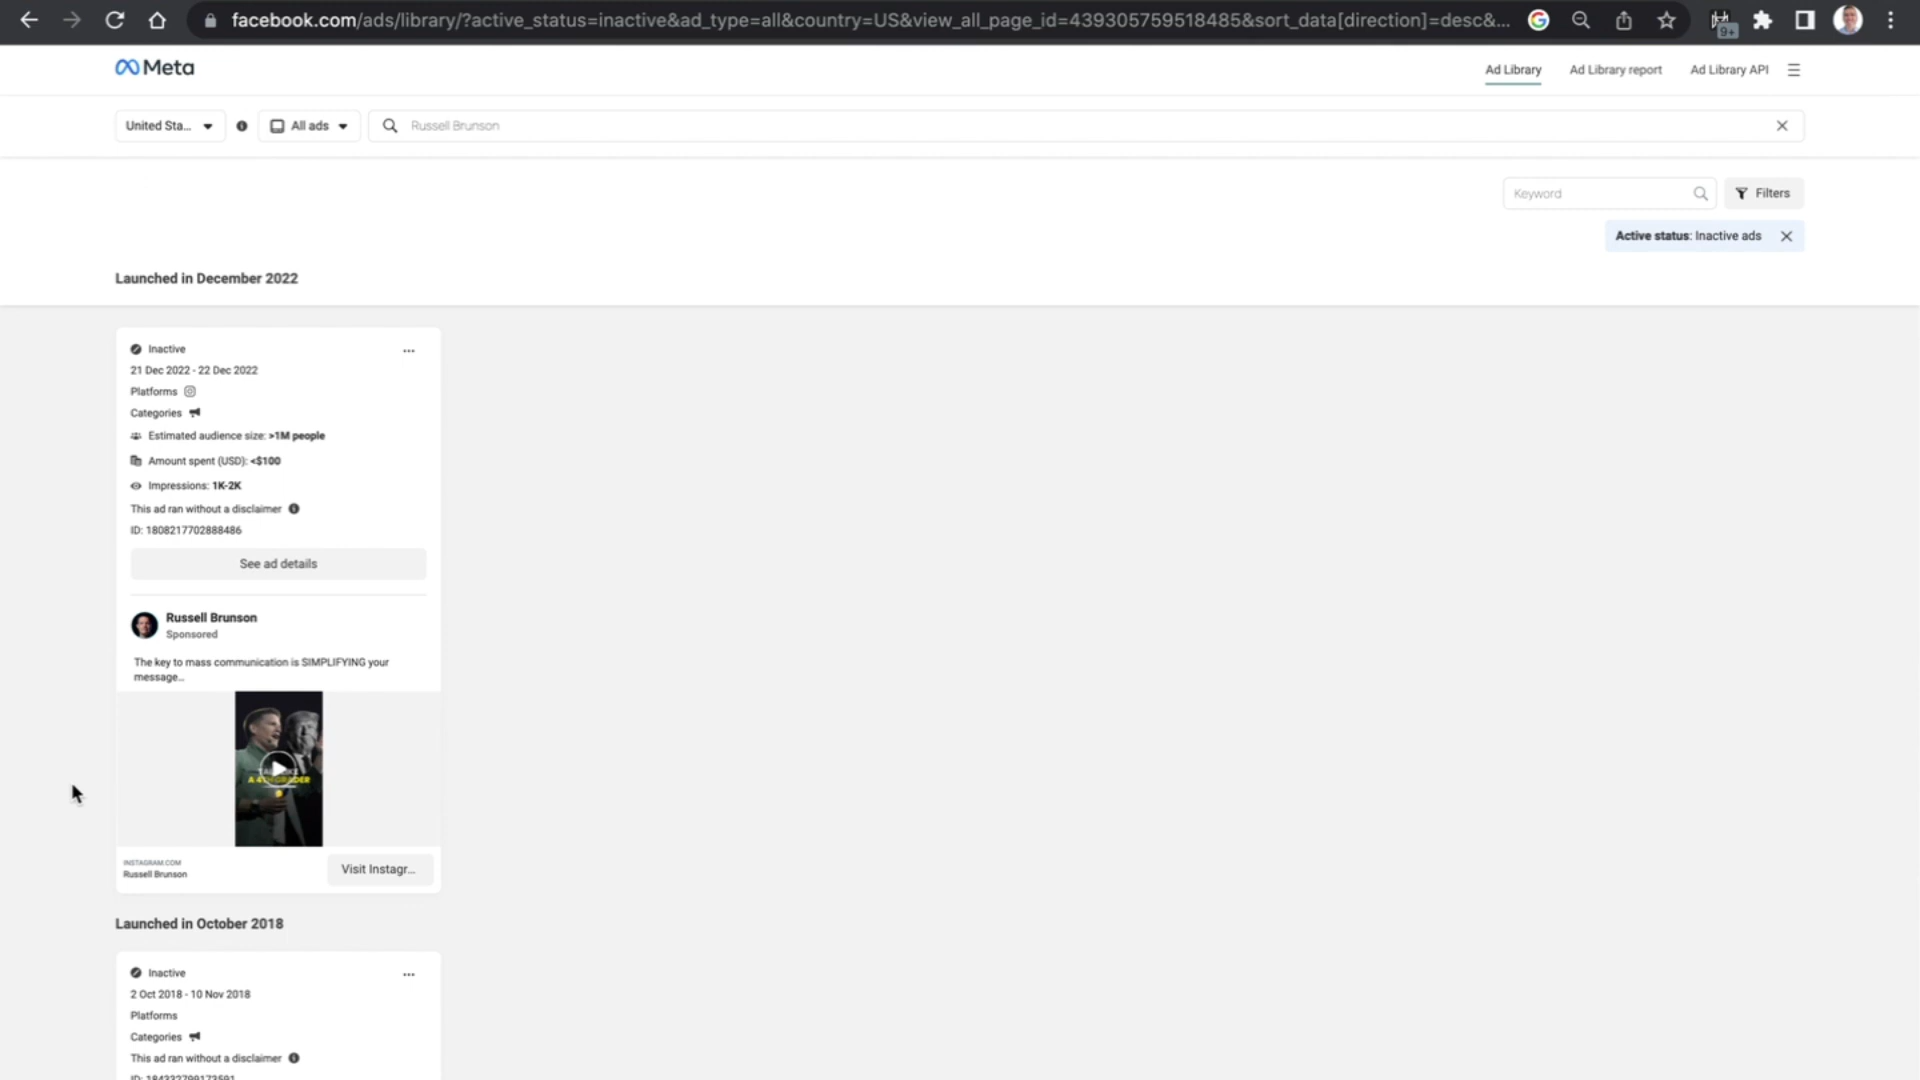 facebook.com/ads/library/?active_status=inactive&ad_type=all&country=US&view_all_page_id=439305759518485&sort_data[direction]=desc&...
9+
Meta
Ad Library
Ad Library report
Ad Library API
United Sta...
All ads
Russell Brunson
Keyword
Filters
Active status: Inactive ads
Launched in December 2022
Inactive
21 Dec 2022 - 22 Dec 2022
Platforms
Categories
Estimated audience size: >1M people
Amount spent (USD): <$100
Impressions: 1K-2K
This ad ran without a disclaimer
ID: 1808217702888486
See ad details
Russell Brunson
Sponsored
The key to mass communication is SIMPLIFYING your
message...
INSTAGRAM.COM
Russell Brunson
Visit Instagr...
Launched in October 2018
Inactive
2 Oct 2018 - 10 Nov 2018
Platforms
Categories
This ad ran without a disclaimer
ID: 184332799173591